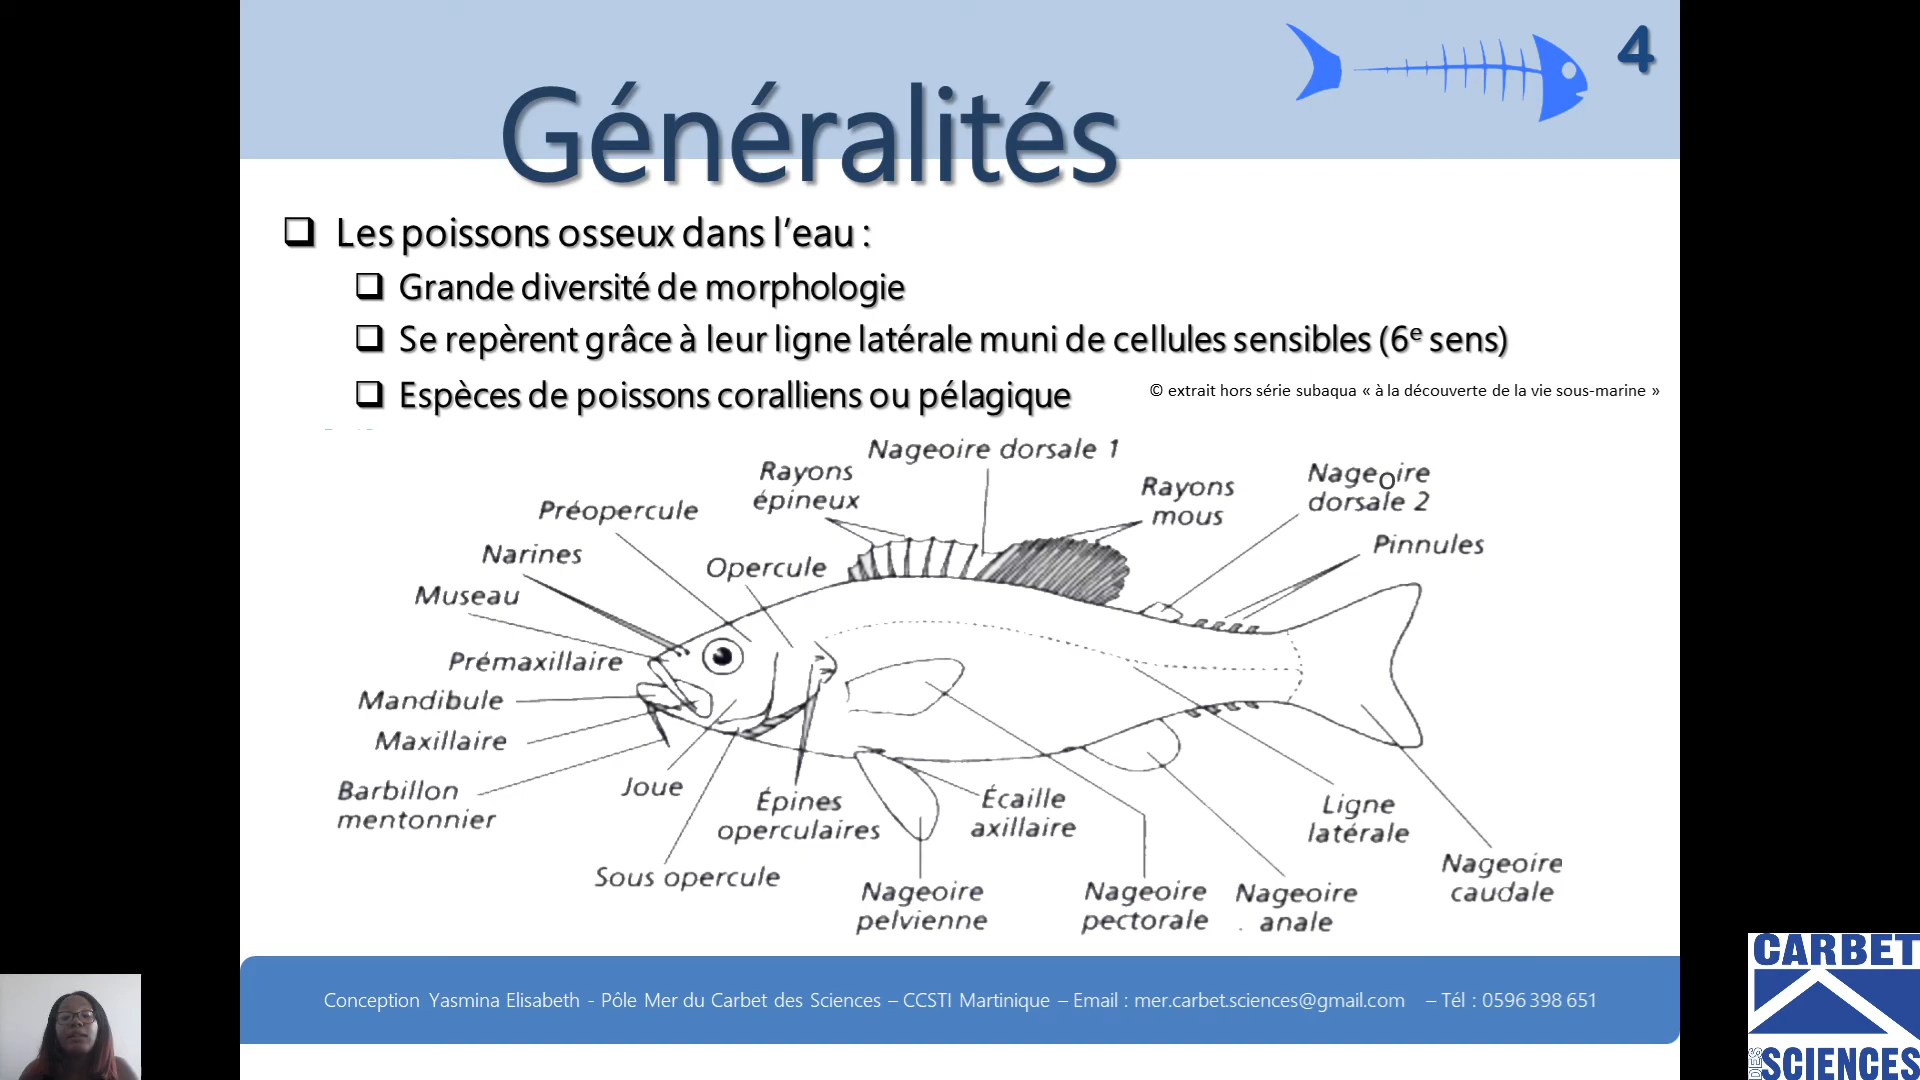 4
Généralités
Les poissons osseux dans l'eau :
Grande diversité de morphologie
Se repèrent grâce à leur ligne latérale muni de cellules sensibles (6e sens)
Espèces de poissons coralliens ou pélagique
© extrait hors série subaqua « à la découverte de la vie sous-marine »
Nageoire dorsale 1
Rayons
épineux
Rayons
mous
Nageoire
dorsale 2
Préopercule
Pinnules
Narines
Opercule
Museau
Prémaxillaire
Mandibule
Maxillaire
Barbillon
mentonnier
Joue
Épines
operculaires
Écaille
axillaire
Ligne
latérale
Sous opercule
Nageoire
pelvienne
Nageoire
pectorale
Nageoire
anale
Nageoire
caudale
Conception Yasmina Elisabeth - Pôle Mer du Carbet des Sciences – CCSTI Martinique – Email : mer.carbet.sciences@gmail.com – Tél : 0596 398 651
CARBET
DES SCIENCES